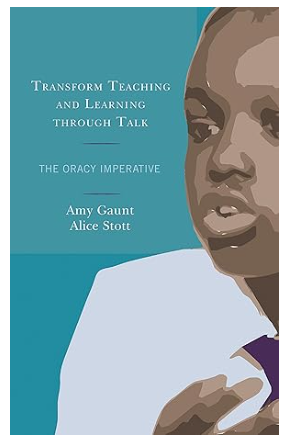 Transform Teaching
and Learning
through Talk
THE ORACY IMPERATIVE
Amy Gaunt
Alice Stott